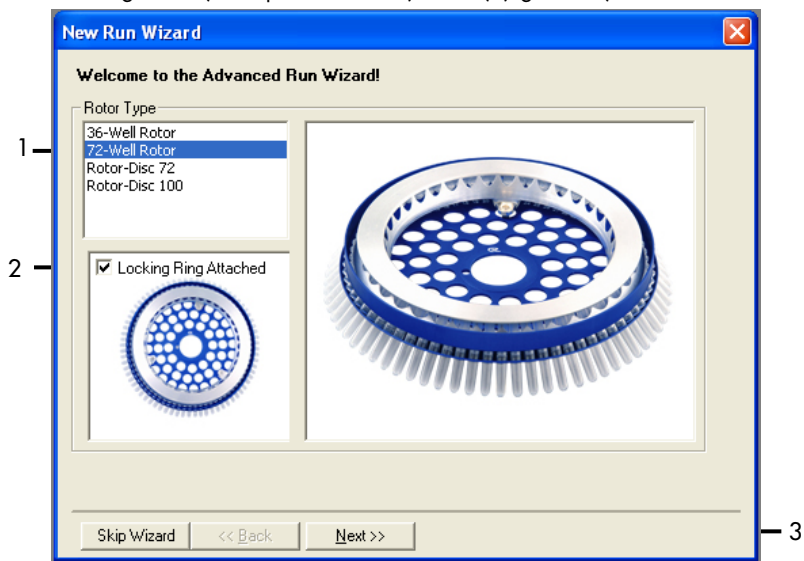 New Run Wizard
Welcome to the Advanced Run Wizard!
Rotor Type
1
36-Well Rotor
72-Well Rotor
Rotor-Disc 72
Rotor-Disc 100
2
Locking Ring Attached
Skip Wizard
<< Back
Next >>
3